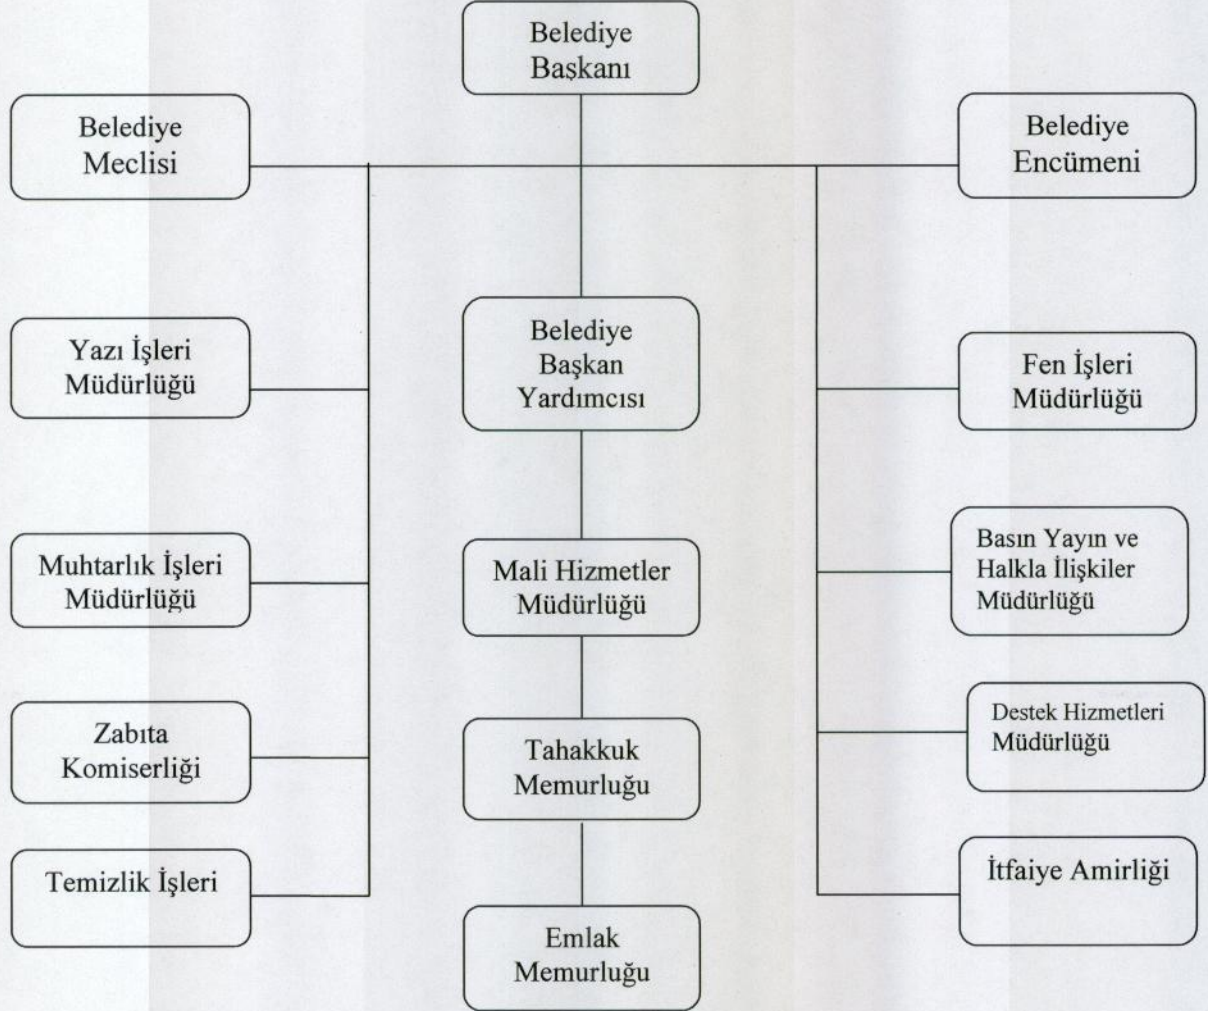 Belediye
Başkanı
Belediye
Meclisi
Belediye
Encümeni
Yazı İşleri
Müdürlüğü
Belediye
Başkan
Yardımcısı
Fen İşleri
Müdürlüğü
Muhtarlık İşleri
Müdürlüğü
Mali Hizmetler
Müdürlüğü
Basın Yayın ve
Halkla İlişkiler
Müdürlüğü
Zabıta
Komiserliği
Tahakkuk
Memurluğu
Destek Hizmetleri
Müdürlüğü
Temizlik İşleri
Emlak
Memurluğu
İtfaiye Amirliği